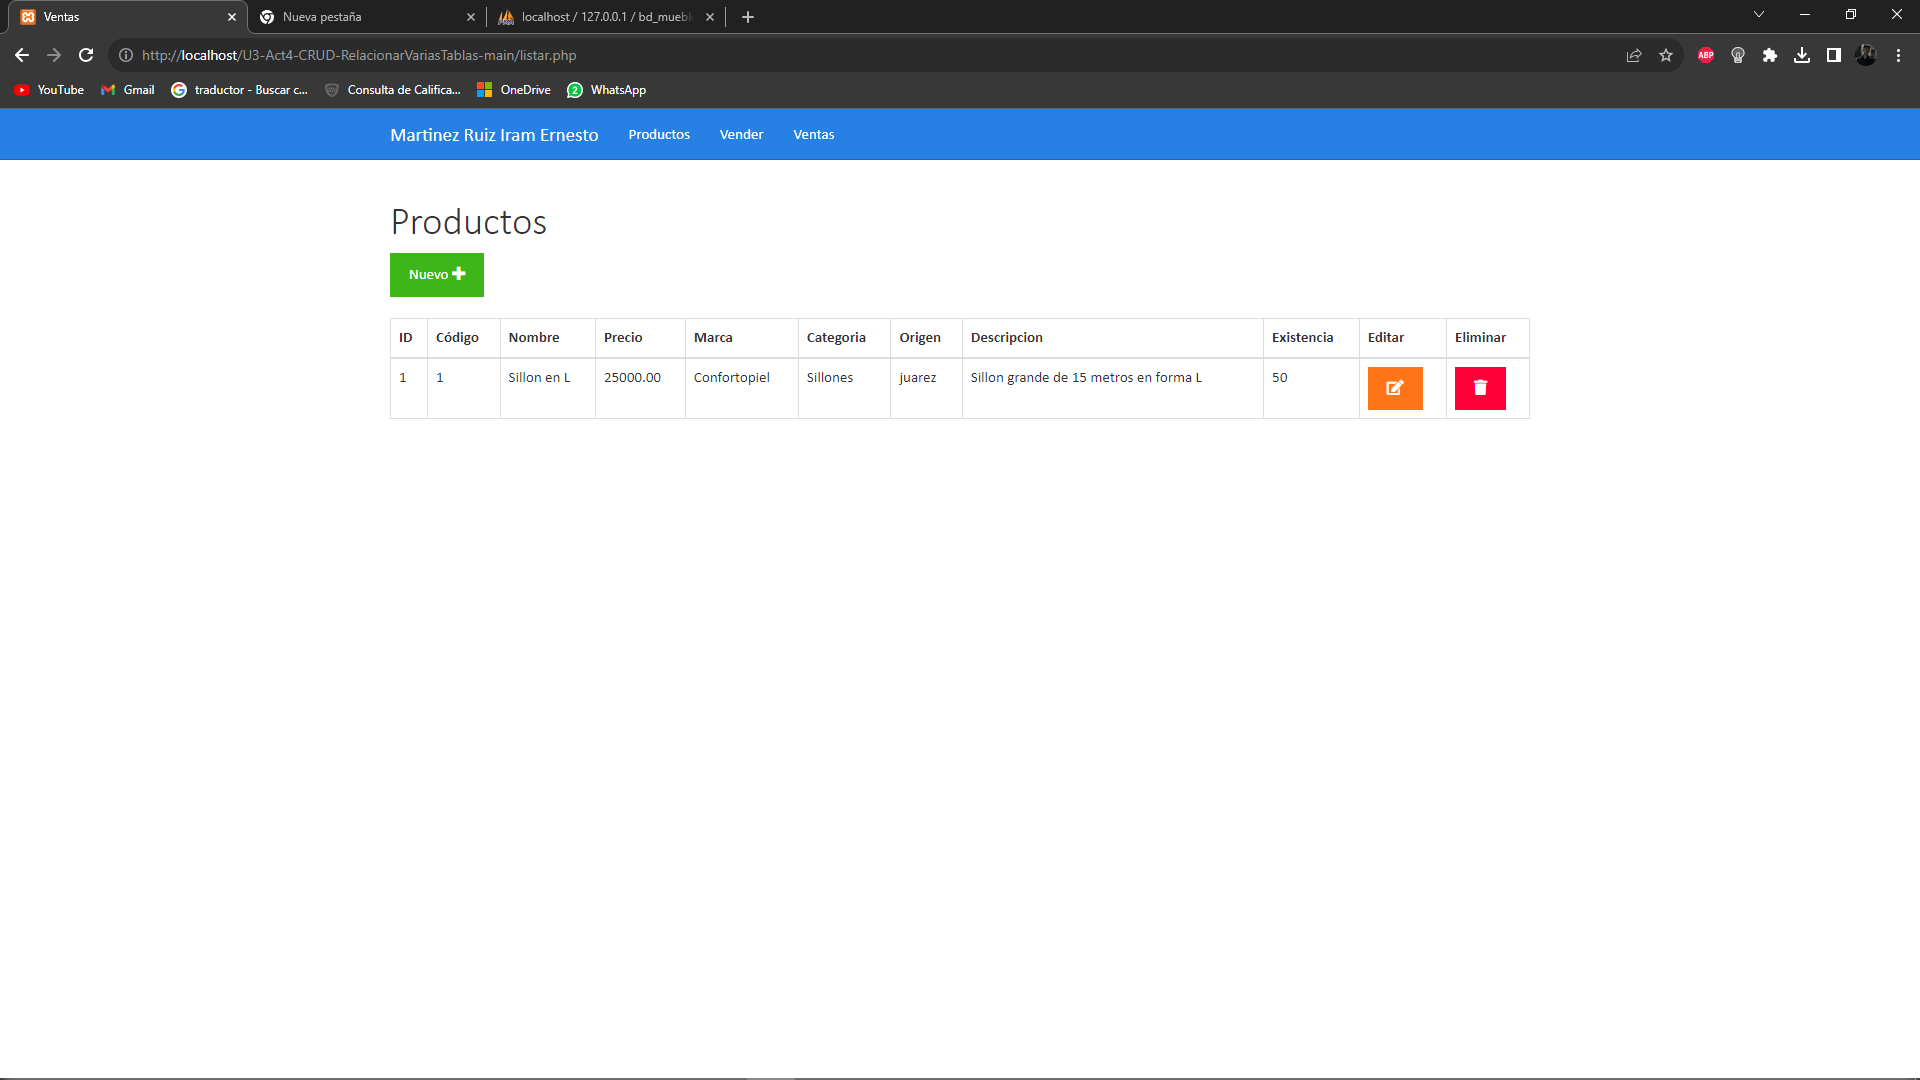 Ventas
Nueva pestaña
localhost / 127.0.0.1 / bd_muebl
http://localhost/U3-Act4-CRUD-RelacionarVariasTablas-main/listar.php
ABP
YouTube
Gmail
traductor - Buscar c...
Consulta de Califica...
OneDrive
2
WhatsApp
Martinez Ruiz Iram Ernesto Productos Vender Ventas
Productos
Nuevo
ID Código Nombre Precio Marca Categoria Origen Descripcion Existencia Editar Eliminar
1 1 Sillon en L 25000.00 Confortopiel Sillones juarez Sillon grande de 15 metros en forma L 50